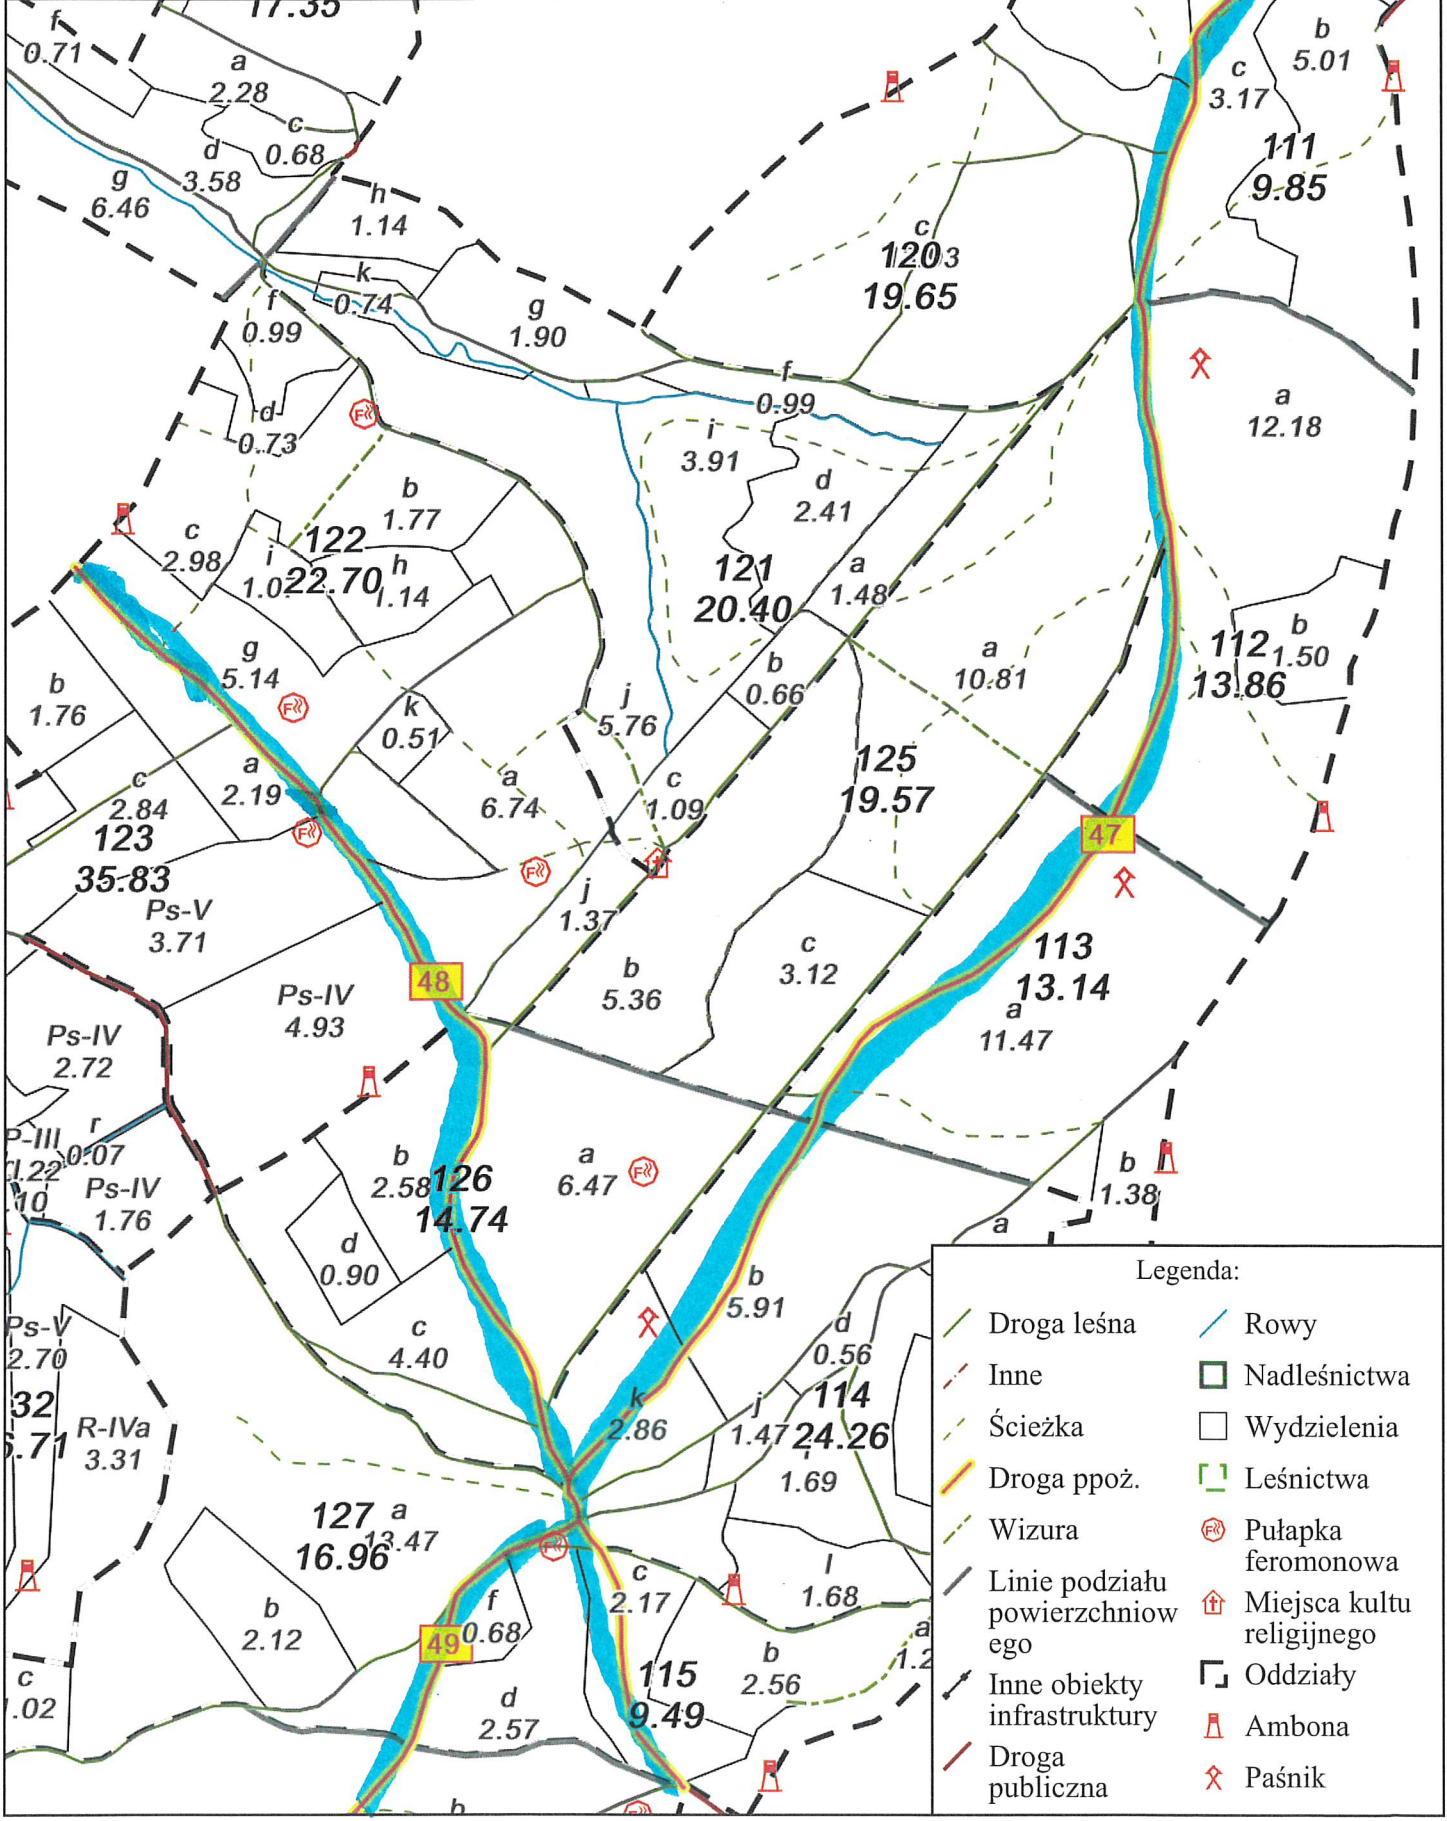 17.35
f
0.71
a
2.28
c
0.68
d
3.58
g
6.46
h
1.14
b
5.01
c
3.17
111
9.85
c
120
19.65
k
0.74
f
0.99
g
1.90
f
0.99
a
12.18
d
0.73
i
3.91
d
2.41
b
1.77
c
2.98
122
22.70
i
h
1.14
121
20.40
a
1.48
g
5.14
b
0.66
a
10.81
112
13.86
b
1.50
b
1.76
k
0.51
j
5.76
a
2.19
c
2.84
a
6.74
c
1.09
125
19.57
123
35.83
47
Ps-V
3.71
j
1.37
48
b
5.36
c
3.12
113
13.14
a
11.47
Ps-IV
4.93
Ps-IV
2.72
r
0.07
P-III
Ps-IV
1.76
b
2.58
126
14.74
a
6.47
b
1.38
a
d
0.90
b
5.91
c
4.40
d
0.56
Ps-V
2.70
32
R-IVa
3.31
k
2.86
j
1.47
114
24.26
1.69
127
16.96
a
13.47
b
2.12
f
0.68
49
c
2.17
l
1.68
b
2.56
a
c
d
2.57
115
9.49
b
Legenda:
Droga leśna
Inne
Ścieżka
Droga ppoż.
Wizura
Linie podziału
powierzchniow
ego
Inne obiekty
infrastruktury
Droga
publiczna
Rowy
Nadleśnictwa
Wydzielenia
Leśnictwa
Pułapka
feromonowa
Miejsca kultu
religijnego
Oddziały
Ambona
Paśnik